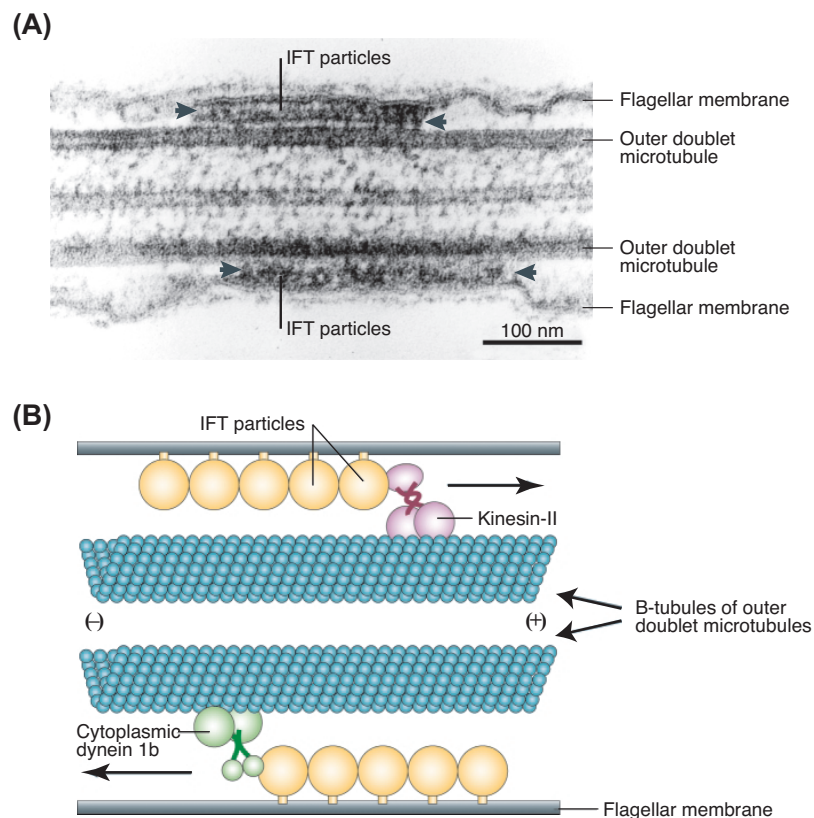 (A)
IFT particles
Flagellar membrane
Outer doublet
microtubule
Outer doublet
microtubule
Flagellar membrane
IFT particles
100 nm
(B)
IFT particles
Kinesin-II
B-tubules of outer
doublet microtubules
(–)
(+)
Cytoplasmic
dynein 1b
Flagellar membrane